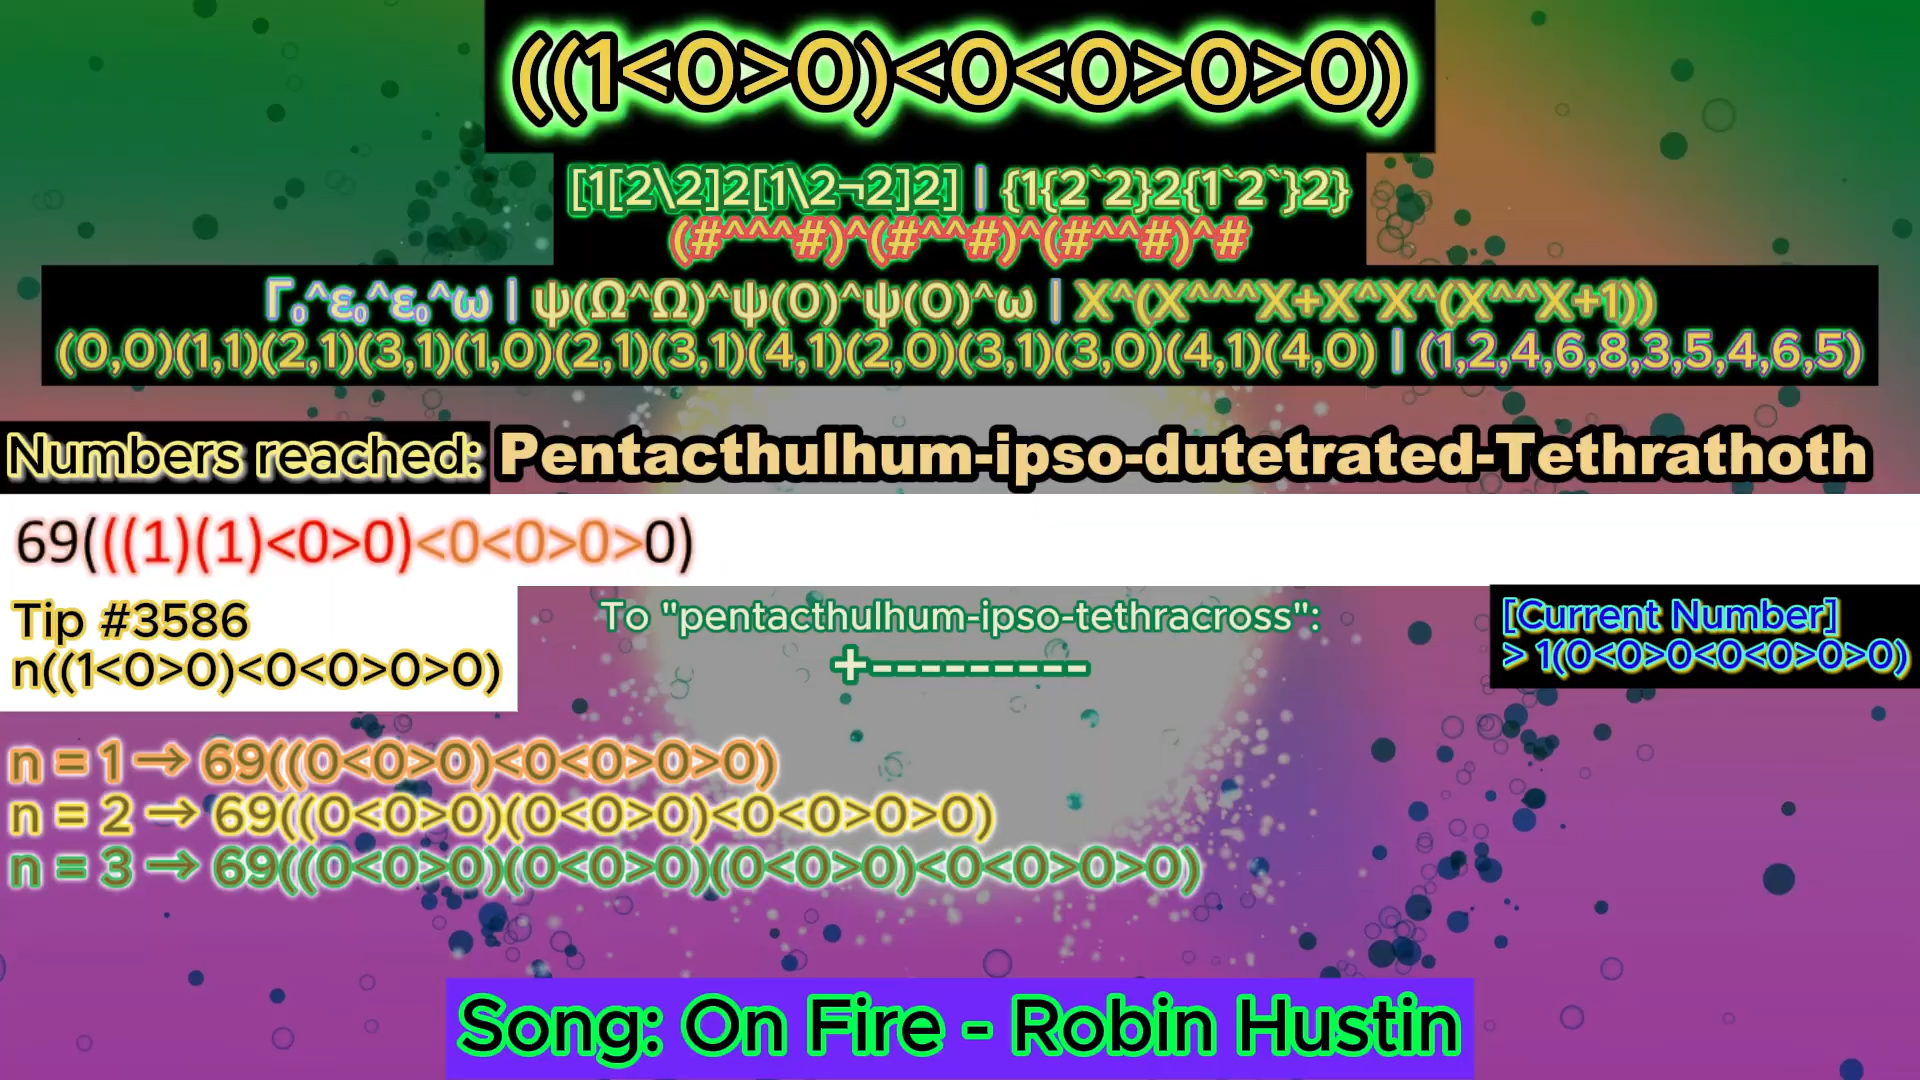 ((1<0>0)<0<0>0>0)
[1[2\2]2[1\2¬2]2] | {1{2`2}2{1`2`}2}
(#^^^#)^(#^^#)^(#^^#)^#
Γ₀^ε₀^ε₀^ω | ψ(Ω^Ω)^ψ(0)^ψ(0)^ω | X^(X^^^X+X^X^(X^^X+1))
(0,0)(1,1)(2,1)(3,1)(1,0)(2,1)(3,1)(4,1)(2,0)(3,1)(3,0)(4,1)(4,0) | (1,2,4,6,8,3,5,4,6,5)
Numbers reached: Pentacthulhum-ipso-dutetrated-Tethrathoth
69(((1)(1)<0>0)<0<0>0>0)
Tip #3586
n((1<0>0)<0<0>0>0)
To "pentacthulhum-ipso-tethracross":
+---------
[Current Number]
> 1(0<0>0<0<0>0>0)
n = 1 → 69((0<0>0)<0<0>0>0)
n = 2 → 69((0<0>0)(0<0>0)<0<0>0>0)
n = 3 → 69((0<0>0)(0<0>0)(0<0>0)<0<0>0>0)
Song: On Fire - Robin Hustin